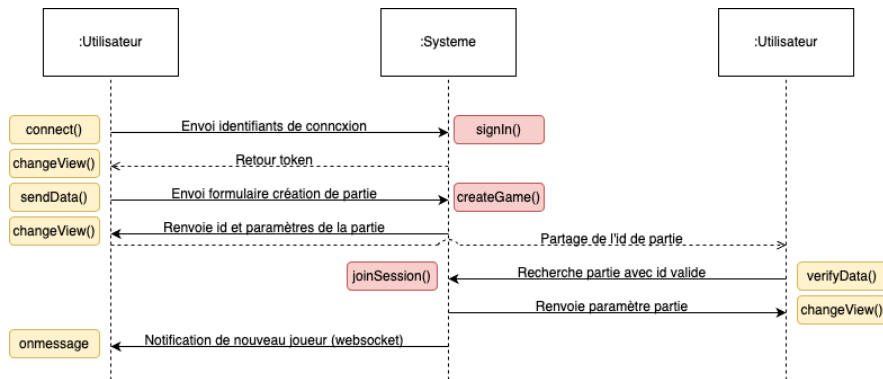 :Utilisateur
:Systeme
:Utilisateur
connect()
Envoi identifiants de conncxion
signIn()
changeView()
Retour token
sendData()
Envoi formulaire création de partie
createGame()
changeView()
Renvoie id et paramètres de la partie
Partage de l'id de partie
joinSession()
Recherche partie avec id valide
verifyData()
Renvoie paramètre partie
changeView()
onmessage
Notification de nouveau joueur (websocket)